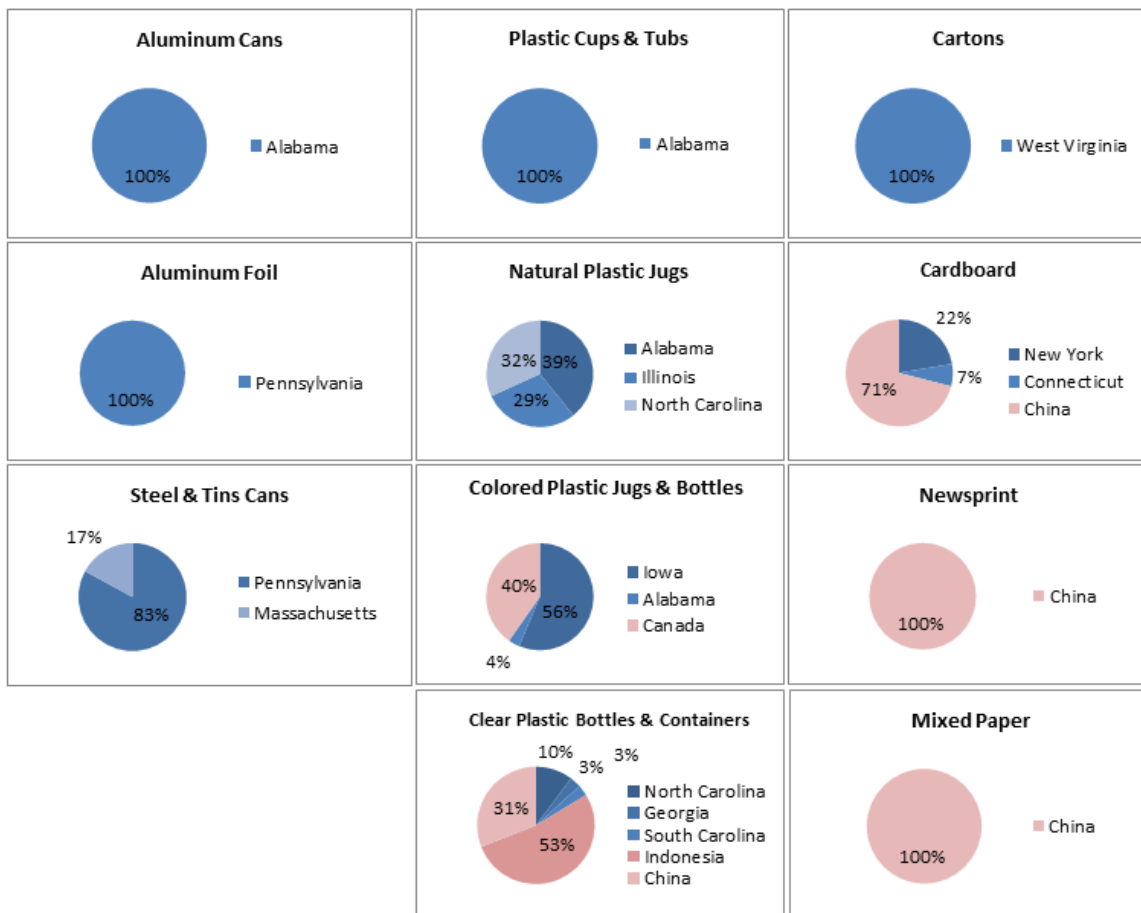 Aluminum Cans
100%
Alabama
Plastic Cups & Tubs
100%
Alabama
Cartons
100%
West Virginia
Aluminum Foil
100%
Pennsylvania
Natural Plastic Jugs
32%
39%
29%
Alabama
Illinois
North Carolina
Cardboard
22%
7%
71%
New York
Connecticut
China
Steel & Tins Cans
17%
83%
Pennsylvania
Massachusetts
Colored Plastic Jugs & Bottles
40%
56%
4%
Iowa
Alabama
Canada
Newsprint
100%
China
Clear Plastic Bottles & Containers
10%
3%
3%
31%
53%
North Carolina
Georgia
South Carolina
Indonesia
China
Mixed Paper
100%
China